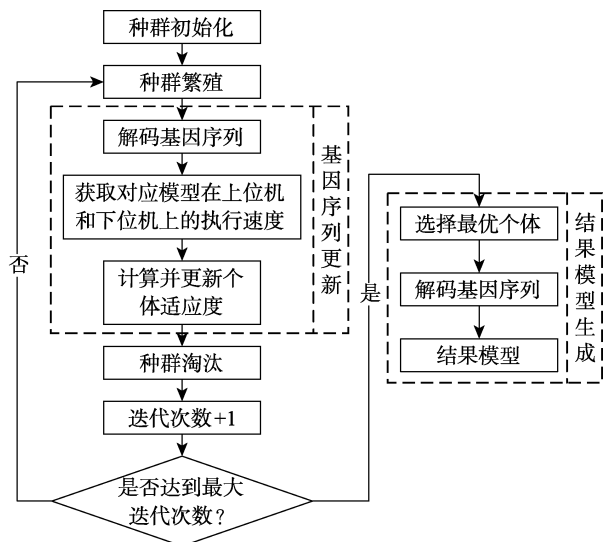 种群初始化
种群繁殖
解码基因序列
获取对应模型在上位机
和下位机上的执行速度
计算并更新个
体适应度
基因序列更新
种群淘汰
迭代次数+1
是否达到最大
迭代次数?
否
是
选择最优个体
解码基因序列
结果模型
结果模型生成